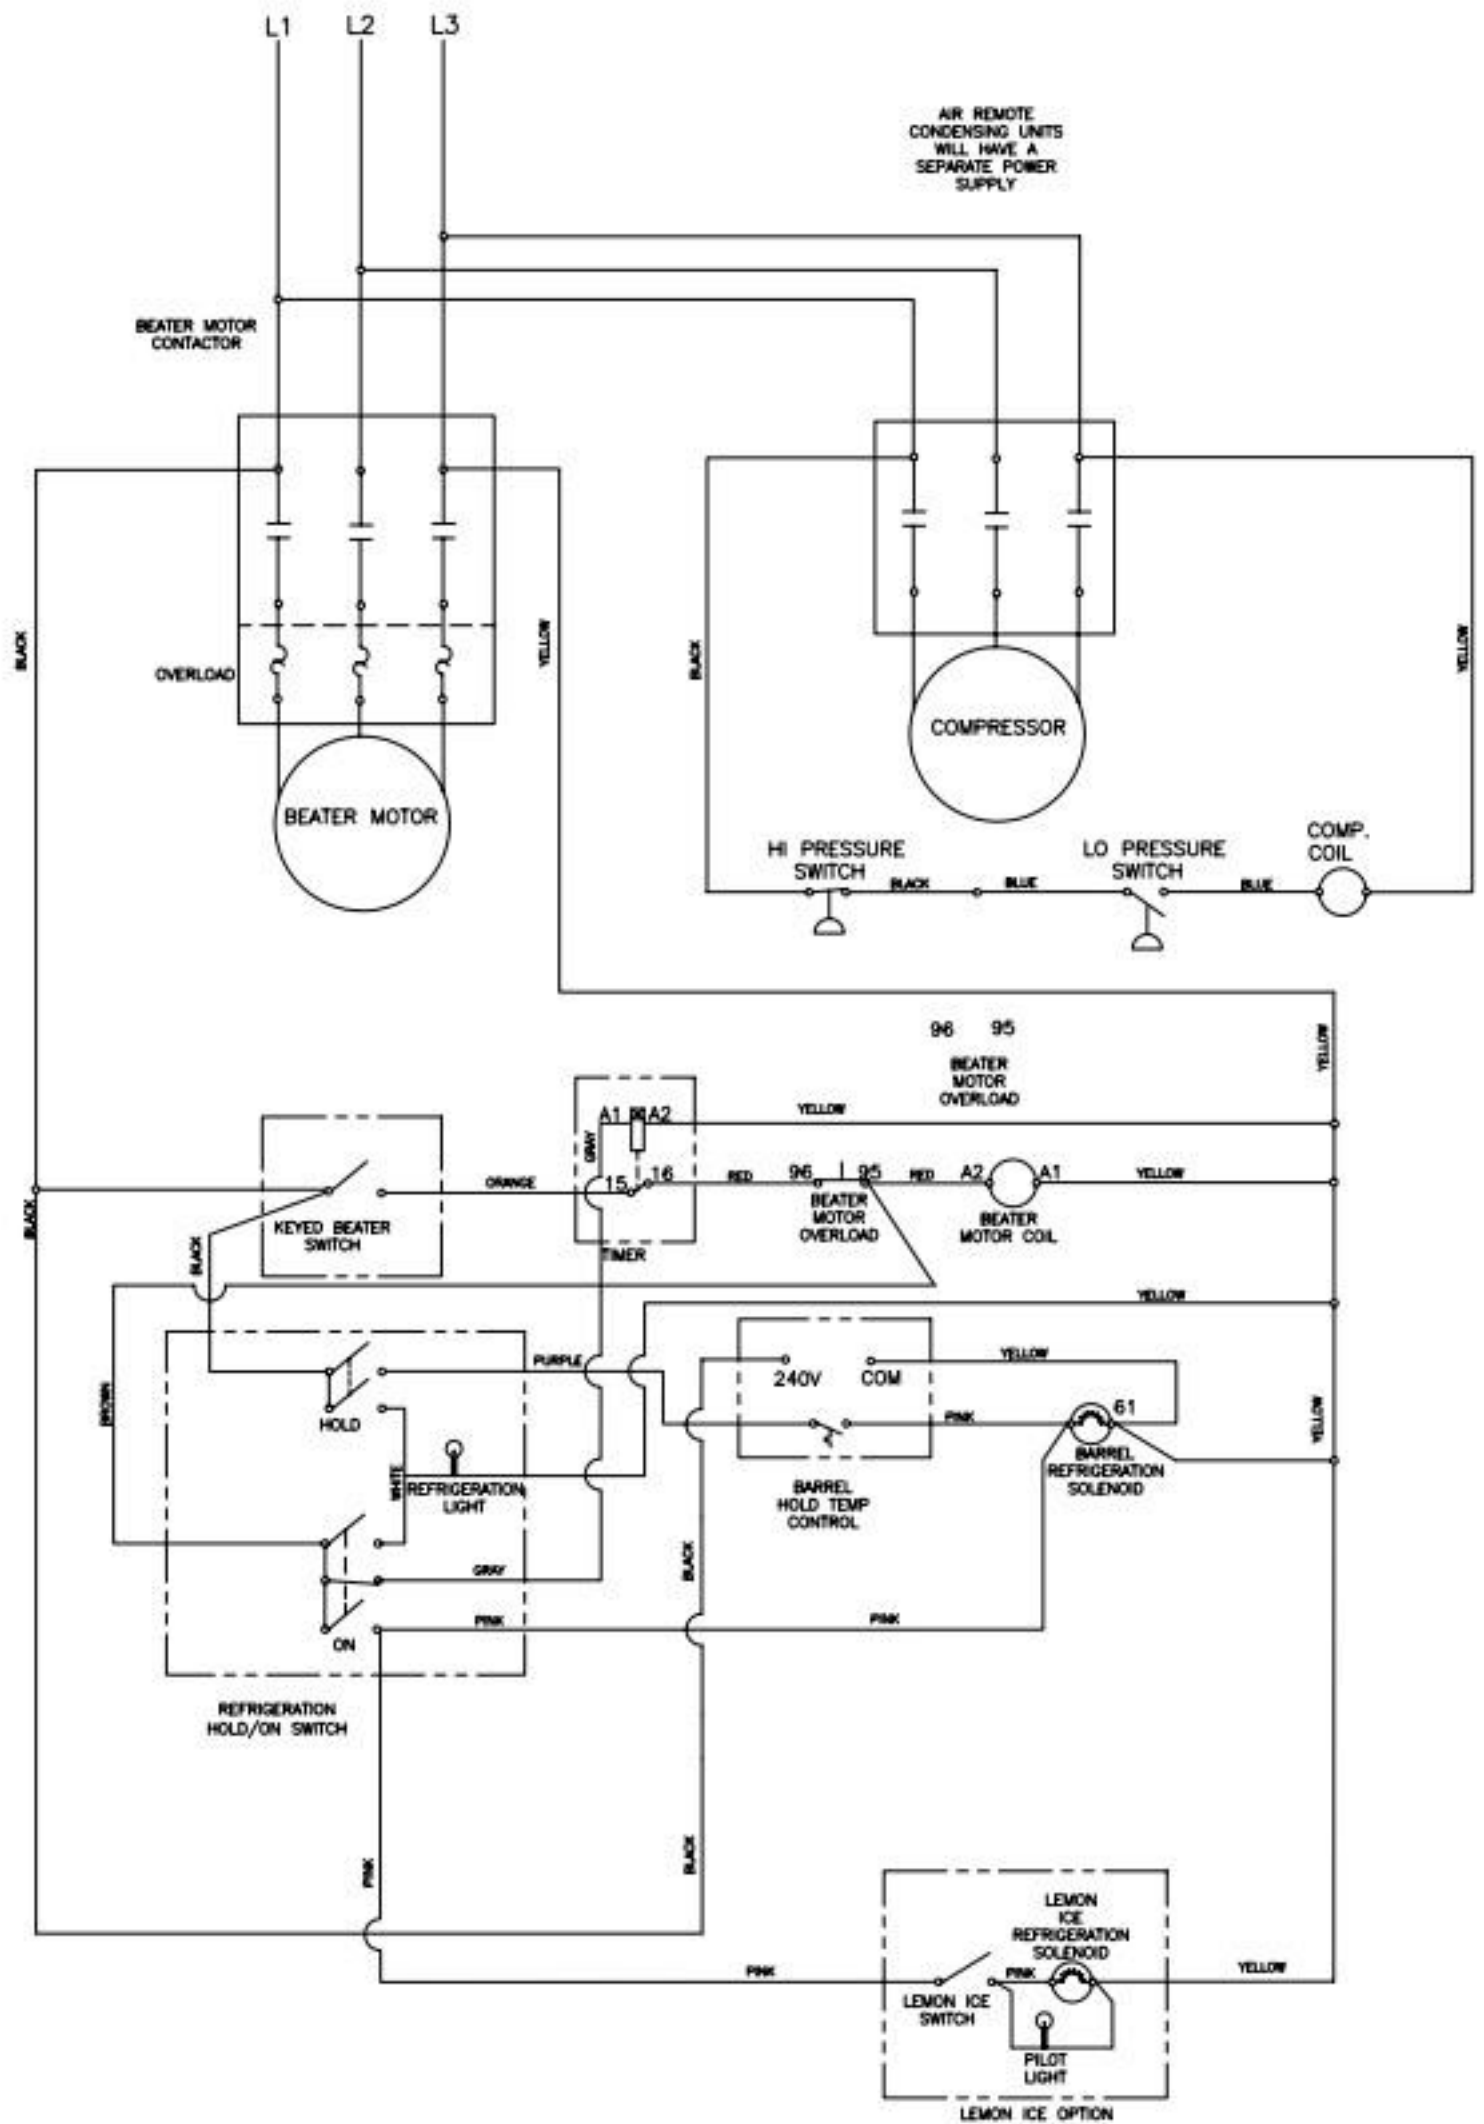 L1 L2 L3
AIR REMOTE
CONDENSING UNITS
WILL HAVE A
SEPARATE POWER
SUPPLY
BEATER MOTOR
CONTACTOR
BLACK
OVERLOAD
YELLOW
BLACK
YELLOW
COMPRESSOR
BEATER MOTOR
HI PRESSURE
SWITCH
LO PRESSURE
SWITCH
COMP.
COIL
BLACK
BLUE
BLUE
96 95
BEATER
MOTOR
OVERLOAD
YELLOW
A1 A2
YELLOW
GRAY
ORANGE
15 16
RED
96 95
RED
A2 A1
YELLOW
BEATER
MOTOR
OVERLOAD
BEATER
MOTOR COIL
KEYED BEATER
SWITCH
TIMER
BLACK
BLACK
YELLOW
PURPLE
240V COM
YELLOW
BROWN
HOLD
PINK
61
YELLOW
WHITE
REFRIGERATION
LIGHT
BARREL
HOLD TEMP
CONTROL
BARREL
REFRIGERATION
SOLENOID
BLACK
GRAY
PINK
PINK
ON
REFRIGERATION
HOLD/ON SWITCH
BLACK
PINK
PINK
LEMON
ICE
REFRIGERATION
SOLENOID
PINK
YELLOW
LEMON ICE
SWITCH
PILOT
LIGHT
LEMON ICE OPTION